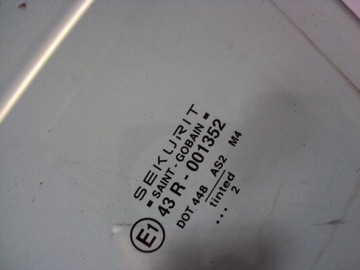 SEKURIT
- SAINT - GOBAIN -
E1 43 R - 001352
DOT 448 AS2 M4
tinted
... 2